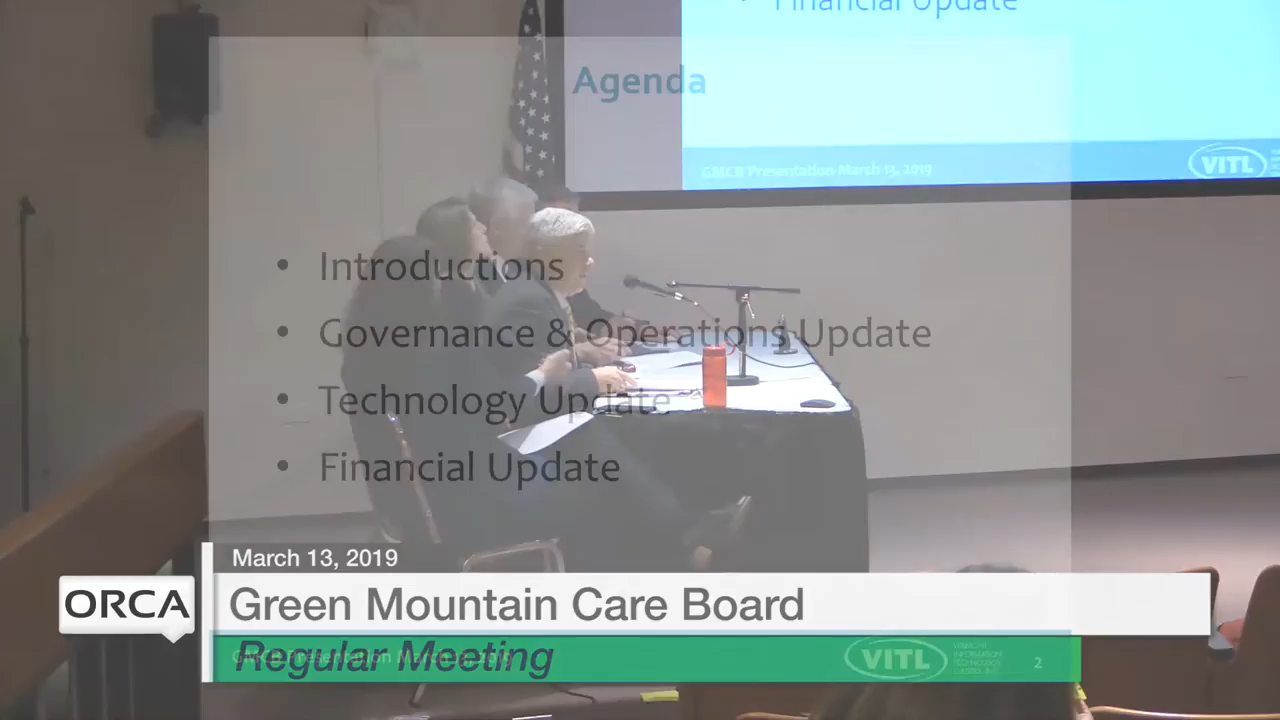 Financial Update
Agenda
GMCB Presentation March 13, 2019
VITL
• Introductions
• Governance & Operations Update
• Technology Update
• Financial Update
March 13, 2019
ORCA
Green Mountain Care Board
Regular Meeting
VITL
2